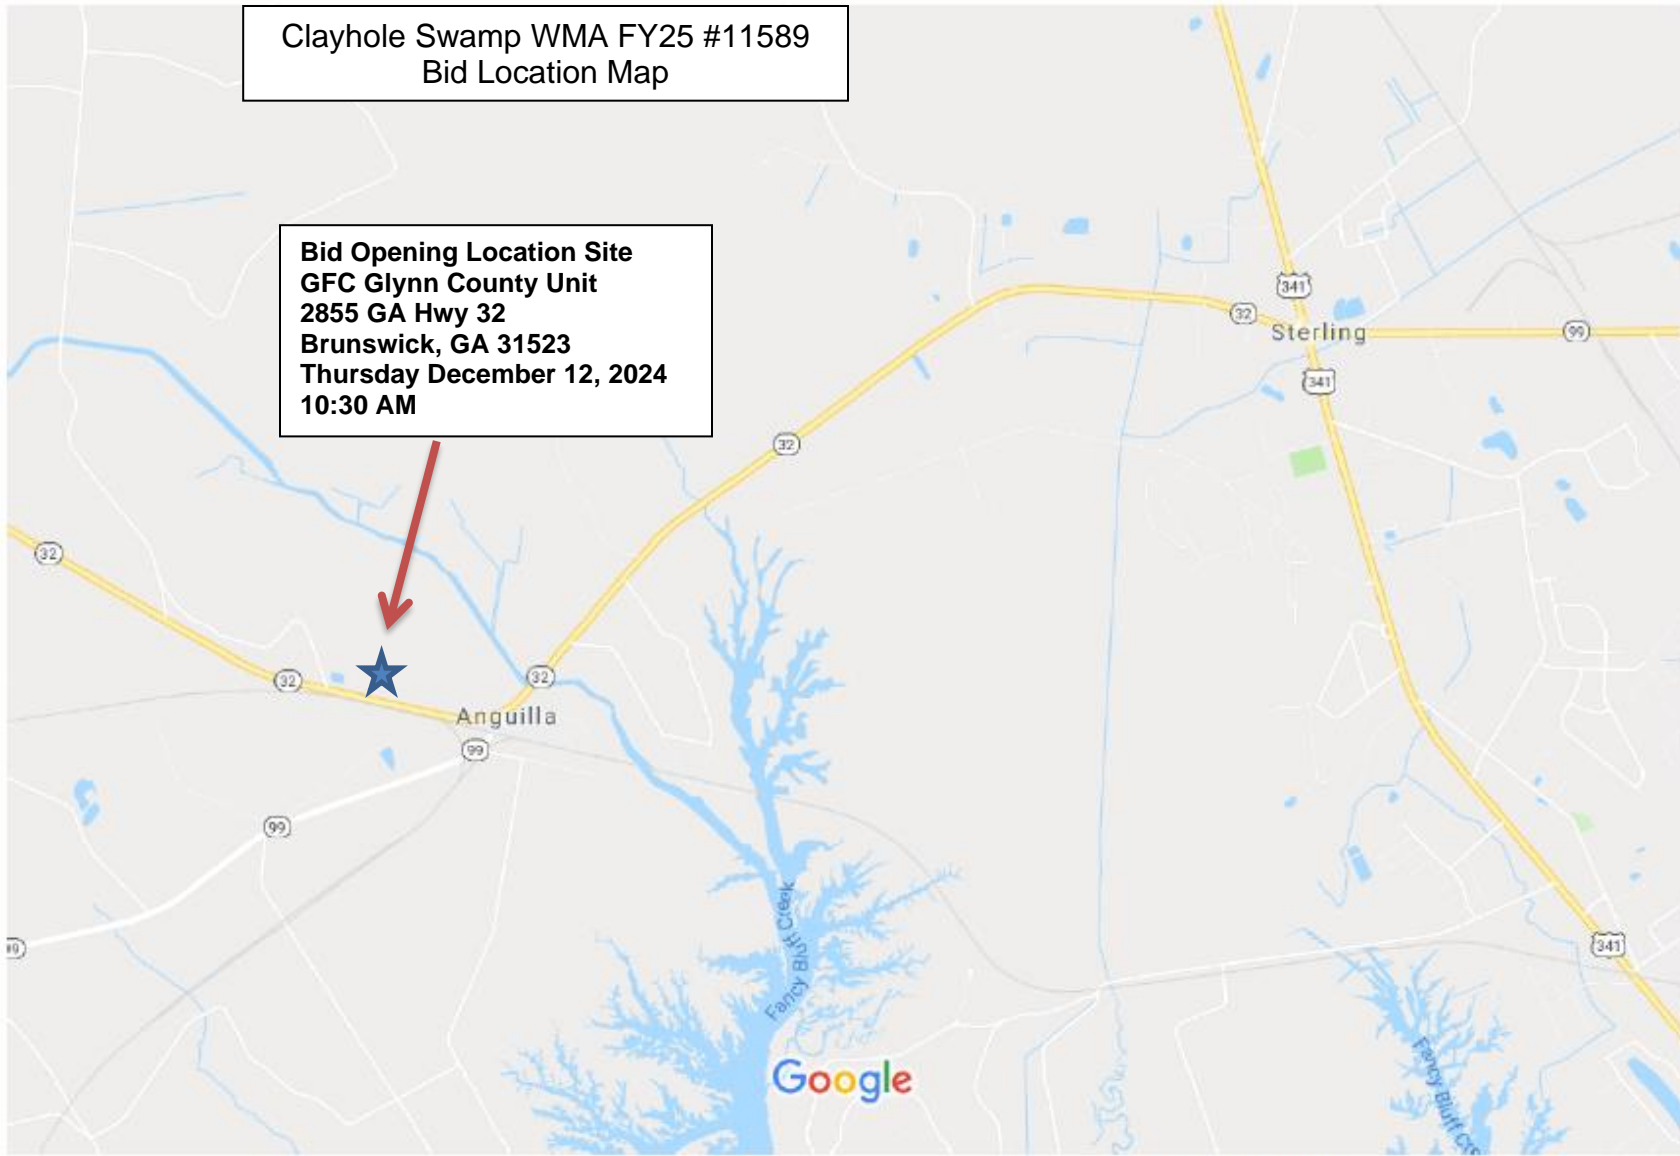 Clayhole Swamp WMA FY25 #11589
Bid Location Map
Bid Opening Location Site
GFC Glynn County Unit
2855 GA Hwy 32
Brunswick, GA 31523
Thursday December 12, 2024
10:30 AM
341
32
Sterling
99
341
32
32
32
32
Anguilla
99
99
341
Fancy Bluff Creek
Google